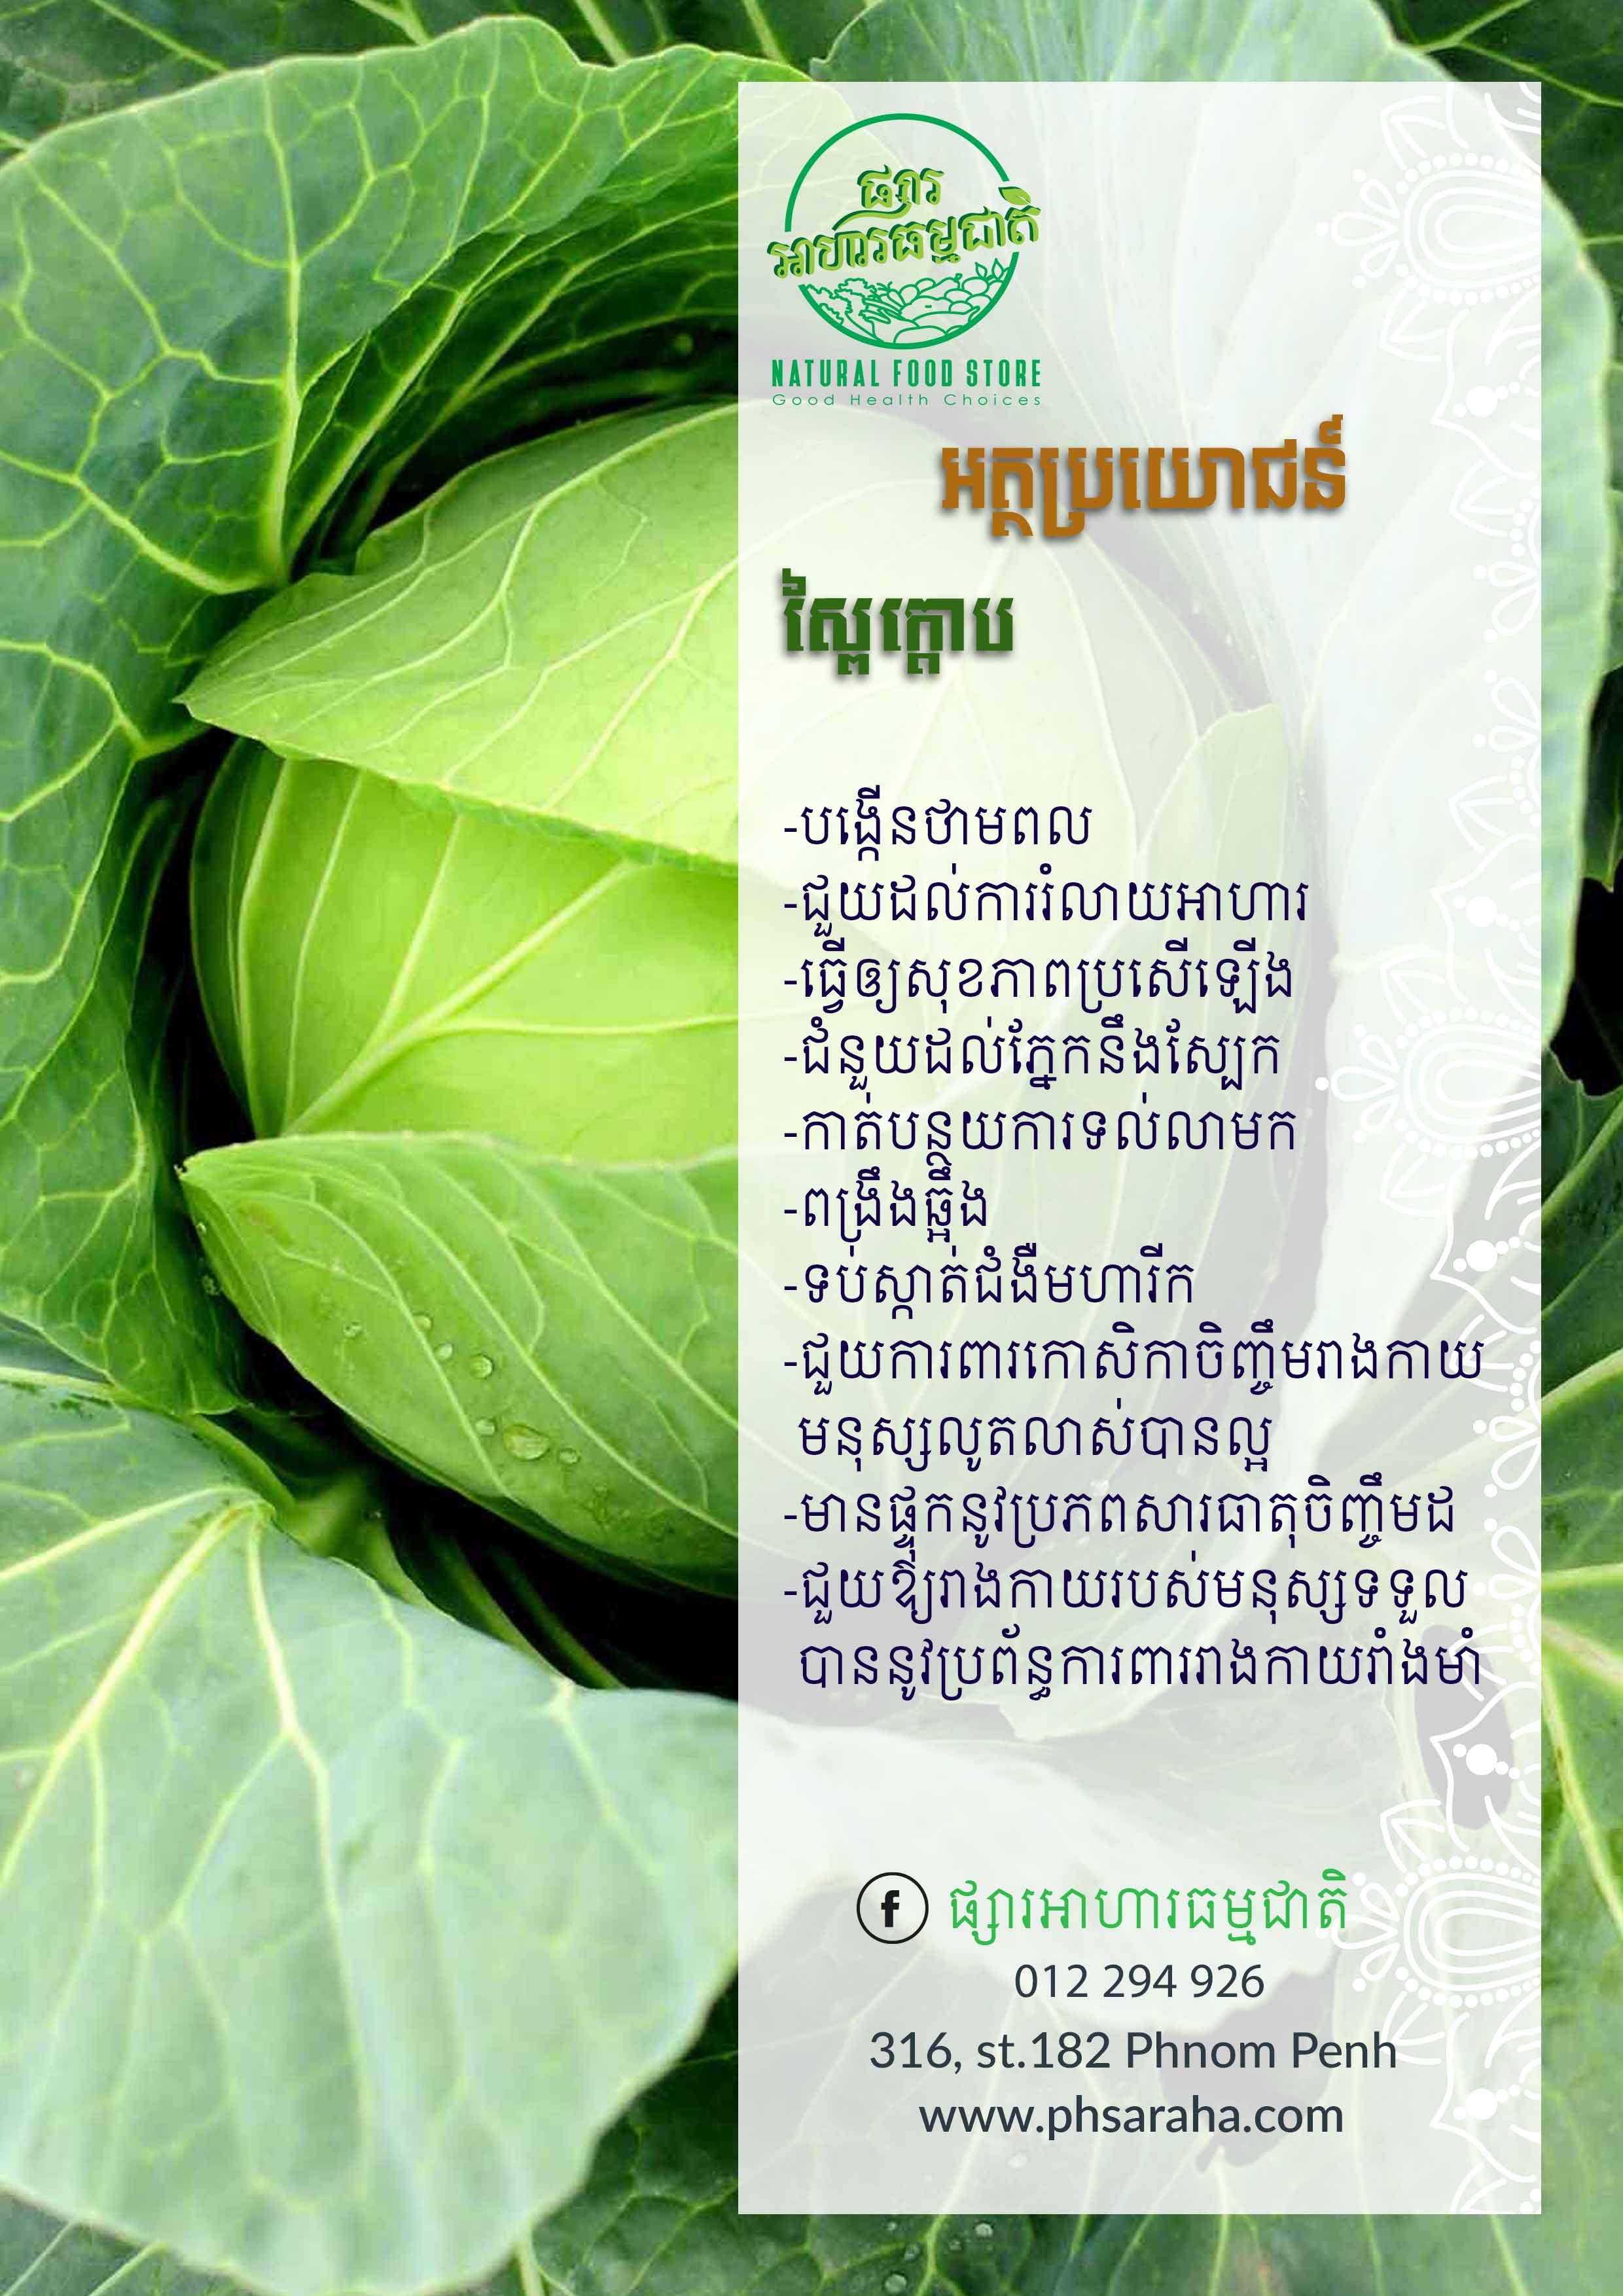 ផ្សារ
អាហារធម្មជាតិ
NATURAL FOOD STORE
Good Health Choices
អត្ថប្រយោជន៍
ស្ពៃក្តោប
-បង្កើនថាមពល
-ជួយដល់ការរំលាយអាហារ
-ធ្វើឲ្យសុខភាពប្រសើឡើង
-ជំនួយដល់ភ្នែកនឹងស្បែក
-កាត់បន្ថយការទល់លាមក
-ពង្រឹងឆ្អឹង
-ទប់ស្កាត់ជំងឺមហារីក
-ជួយការពារកោសិកាចិញ្ចឹមរាងកាយ
មនុស្សលូតលាស់បានល្អ
-មានផ្ទុកនូវប្រភពសារធាតុចិញ្ចឹមដ
-ជួយឱ្យរាងកាយរបស់មនុស្សទទួល
បាននូវប្រព័ន្ធការពាររាងកាយរាំងមាំ
ផ្សារអាហារធម្មជាតិ
012 294 926
316, st.182 Phnom Penh
www.phsaraha.com